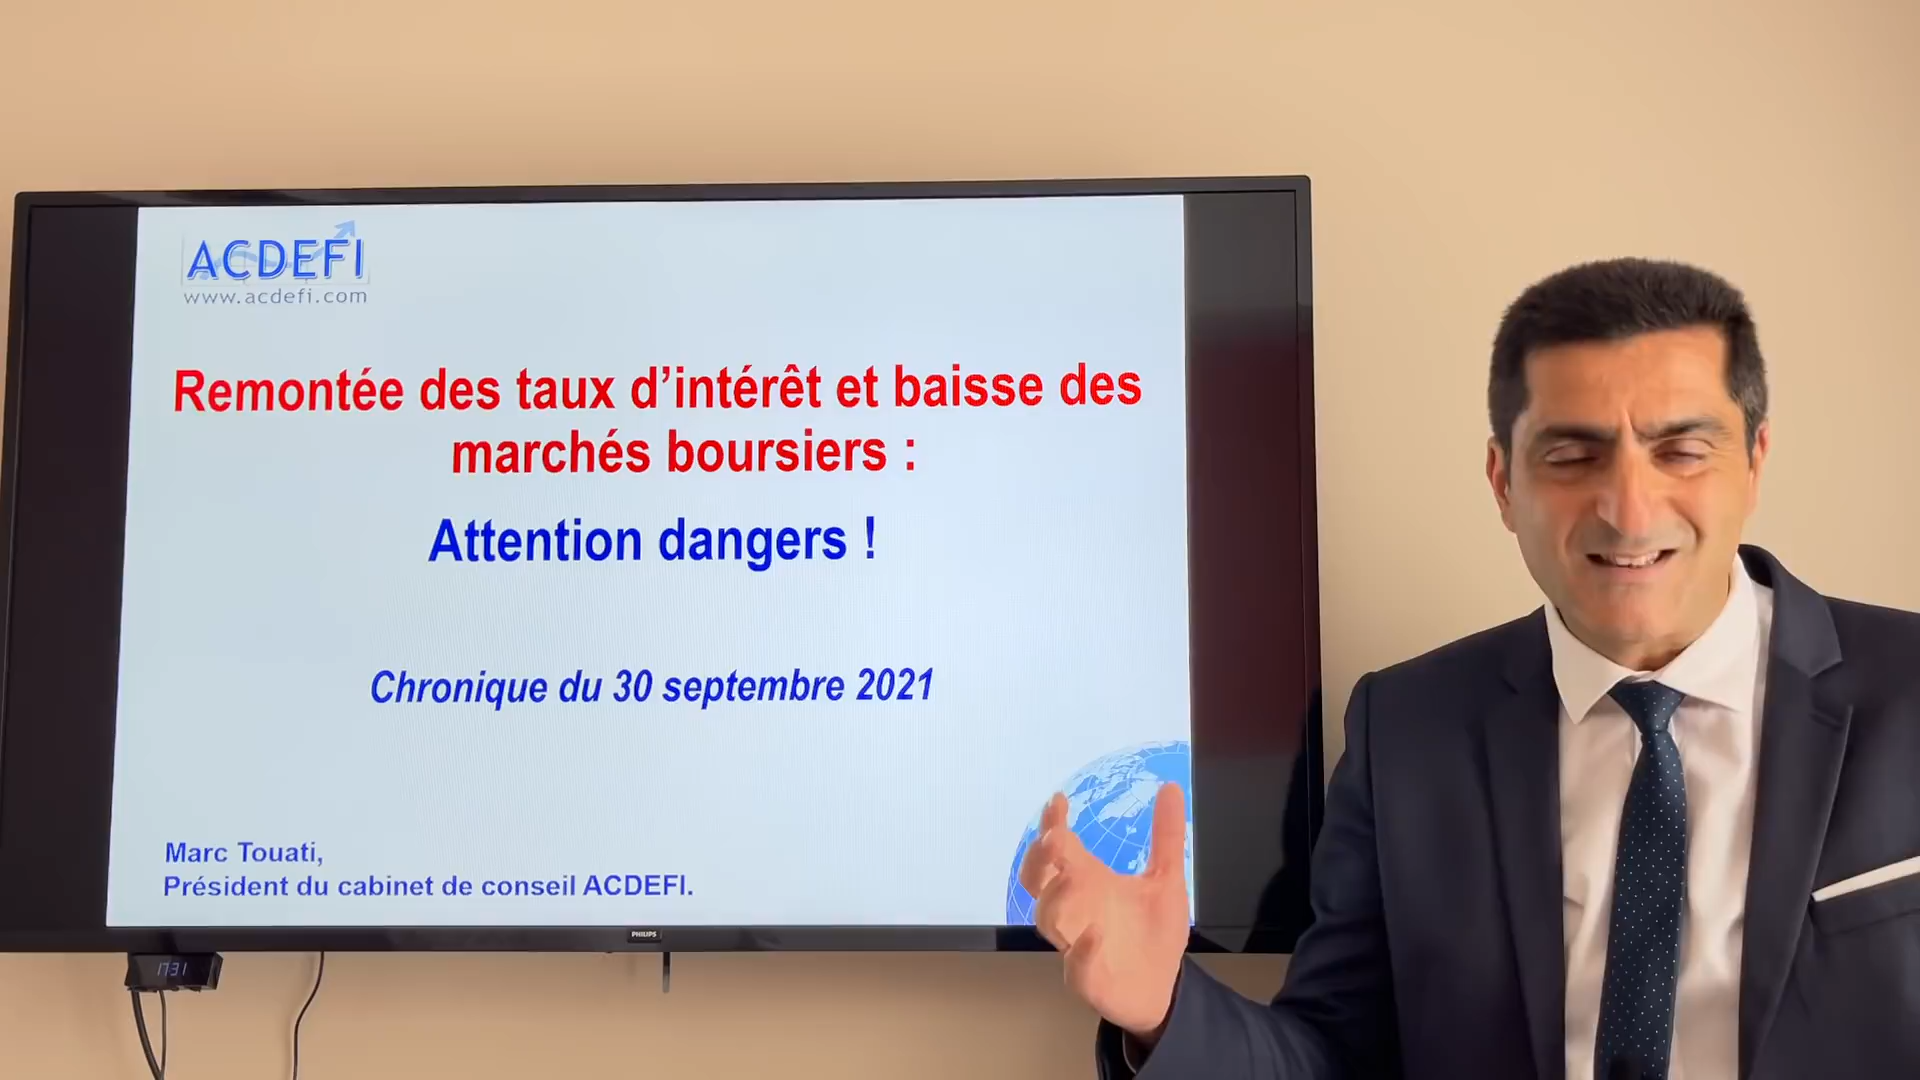 ACDEFI
www.acdefi.com
Remontée des taux d’intérêt et baisse des
marchés boursiers :
Attention dangers !
Chronique du 30 septembre 2021
Marc Touati,
Président du cabinet de conseil ACDEFI.
PHILIPS
17:31